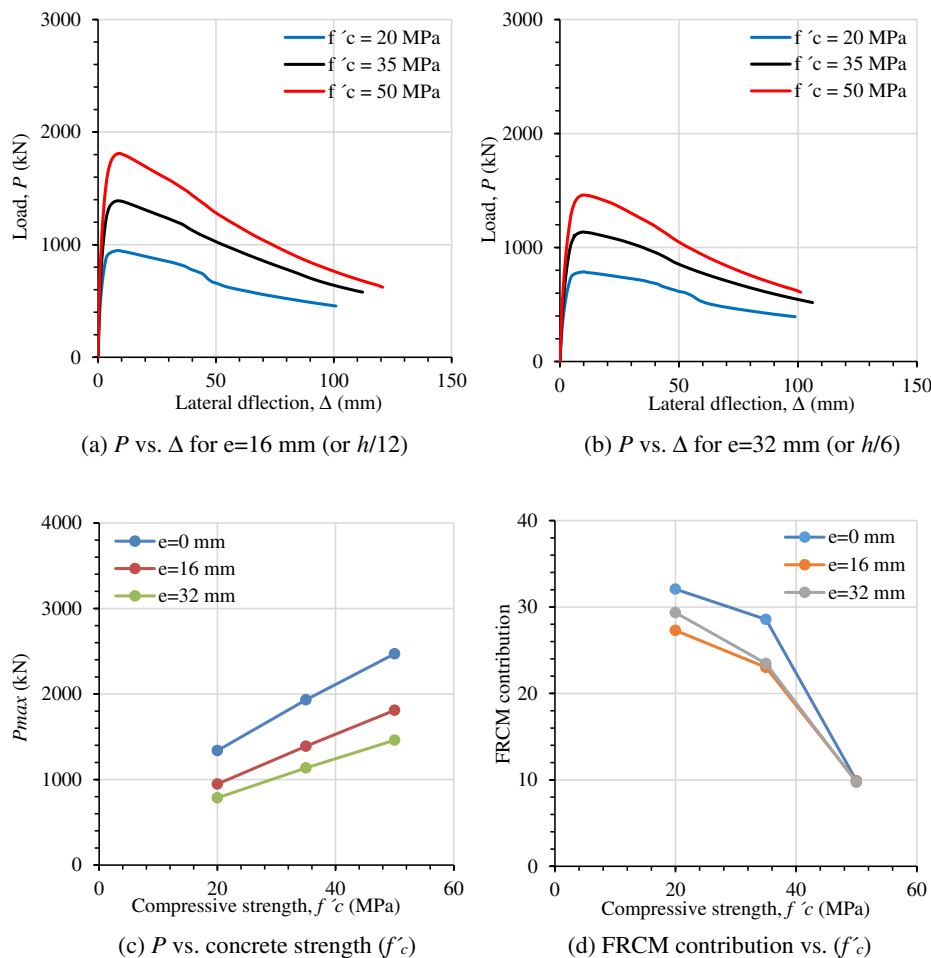 3000
2000
1000
0
0
50
100
150
Load, P (kN)
Lateral dflection, Δ (mm)
f ´c = 20 MPa
f ´c = 35 MPa
f ´c = 50 MPa
(a) P vs. Δ for e=16 mm (or h/12)
3000
2000
1000
0
0
50
100
150
Load, P (kN)
Lateral dflection, Δ (mm)
f ´c = 20 MPa
f ´c = 35 MPa
f ´c = 50 MPa
(b) P vs. Δ for e=32 mm (or h/6)
4000
3000
2000
1000
0
0
20
40
60
Pmax (kN)
Compressive strength, f ´c (MPa)
e=0 mm
e=16 mm
e=32 mm
(c) P vs. concrete strength (f´c)
40
30
20
10
0
0
20
40
60
FRCM contribution
Compressive strength, f ´c (MPa)
e=0 mm
e=16 mm
e=32 mm
(d) FRCM contribution vs. (f´c)